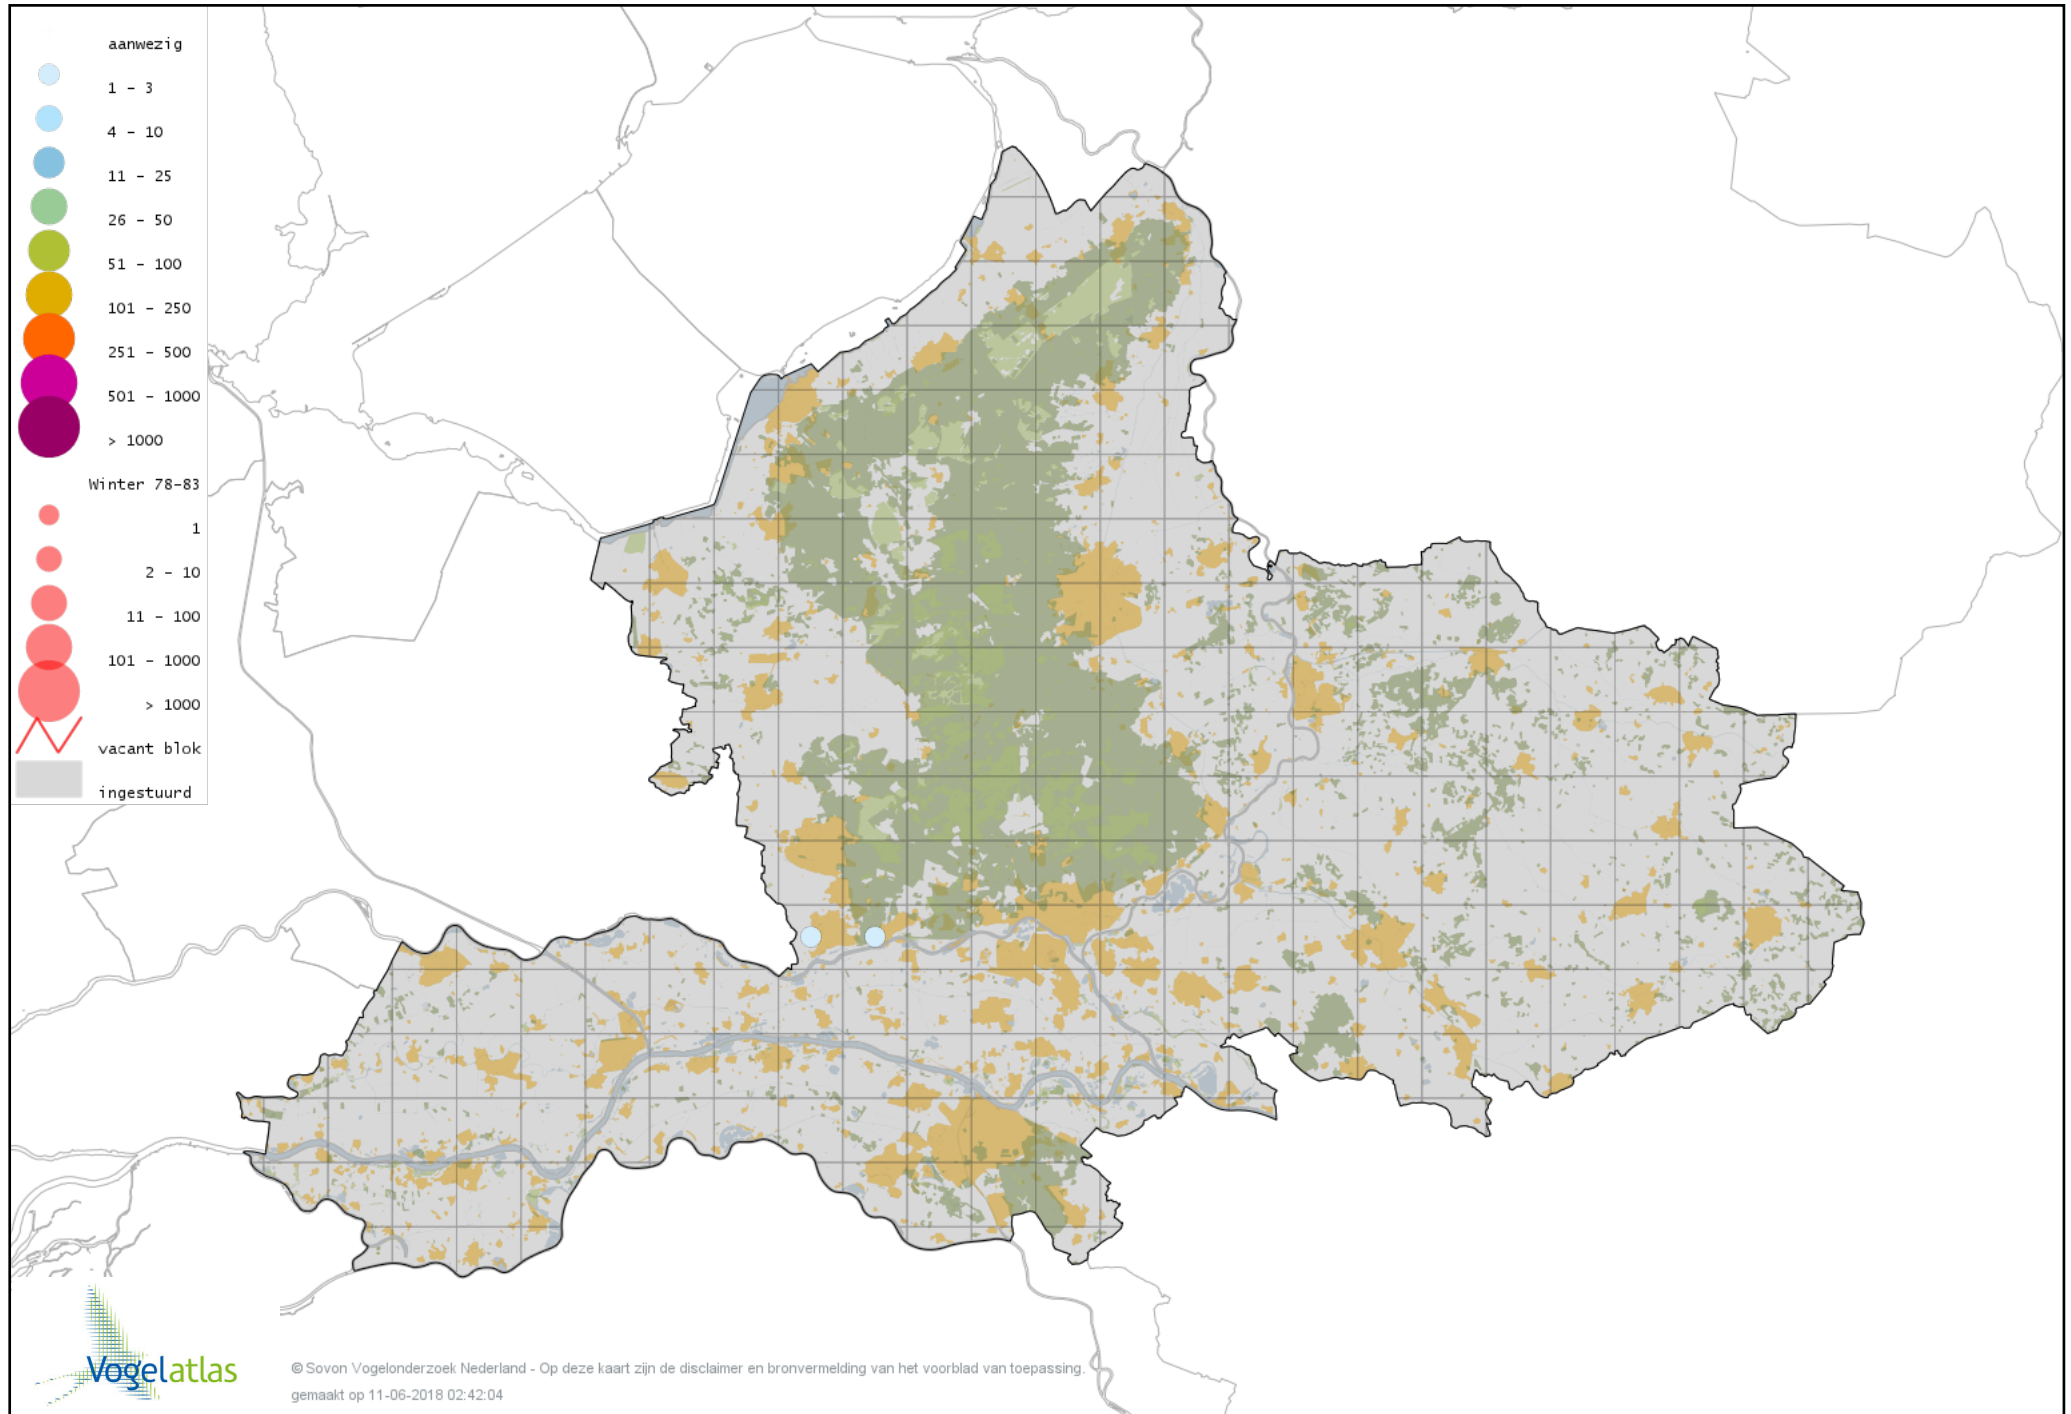 aanwezig
1 - 3
4 - 10
11 - 25
26 - 50
51 - 100
101 - 250
251 - 500
501 - 1000
> 1000
Winter 78-83
1
2 - 10
11 - 100
101 - 1000
> 1000
vacant blok
ingestuurd
Vogelatlas
© Sovon Vogelonderzoek Nederland - Op deze kaart zijn de disclaimer en bronvermelding van het voorblad van toepassing.
gemaakt op 11-06-2018 02:42:04